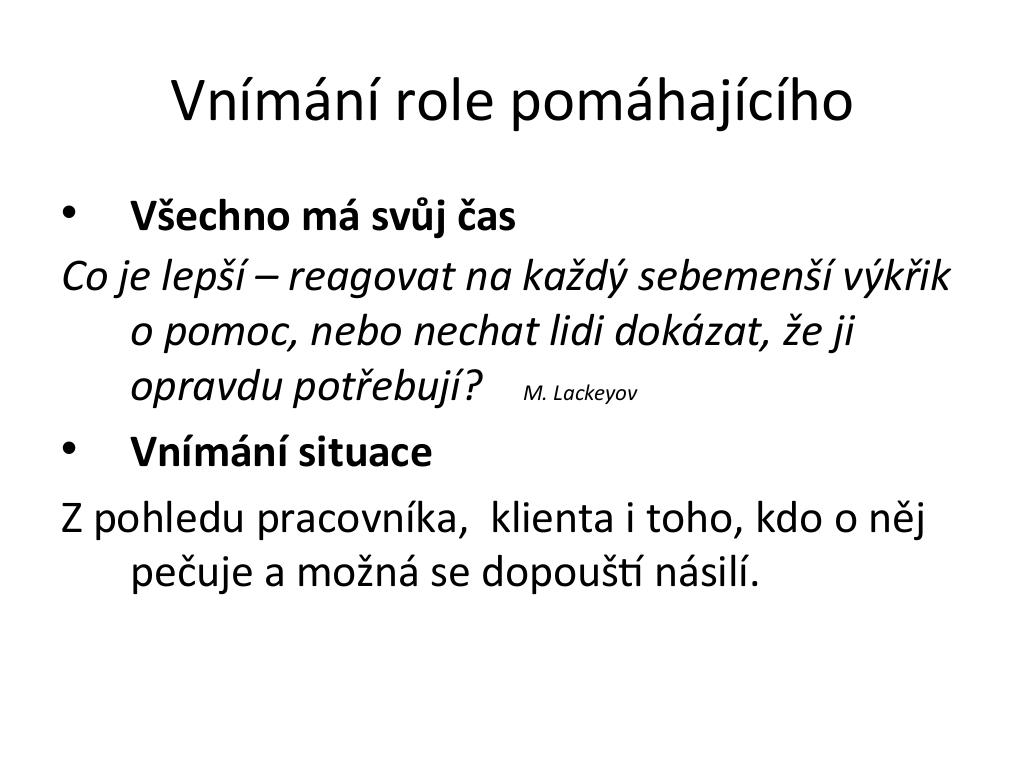 Vnímání role pomáhajícího
• Všechno má svůj čas
Co je lepší – reagovat na každý sebemenší výkřik
o pomoc, nebo nechat lidi dokázat, že ji
opravdu potřebují? M. Lackeyov
• Vnímání situace
Z pohledu pracovníka, klienta i toho, kdo o něj
pečuje a možná se dopouští násilí.